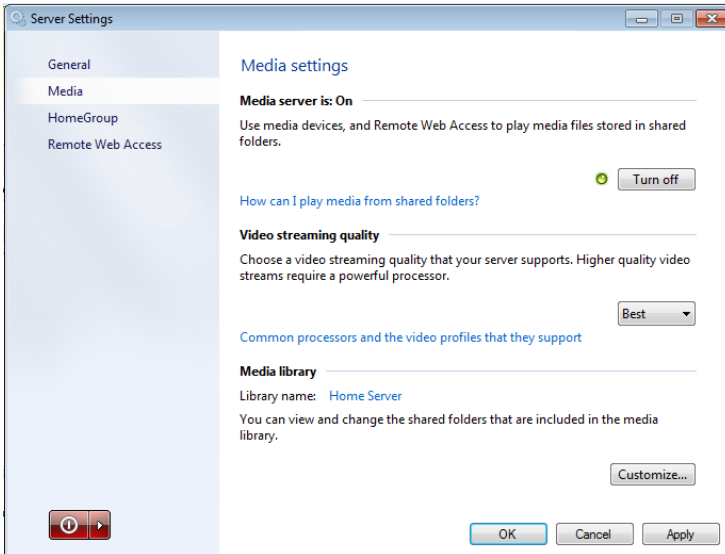 Server Settings
General
Media
HomeGroup
Remote Web Access
Media settings
Media server is: On
Use media devices, and Remote Web Access to play media files stored in shared
folders.
Turn off
How can I play media from shared folders?
Video streaming quality
Choose a video streaming quality that your server supports. Higher quality video
streams require a powerful processor.
Best
Common processors and the video profiles that they support
Media library
Library name: Home Server
You can view and change the shared folders that are included in the media
library.
Customize...
OK Cancel Apply